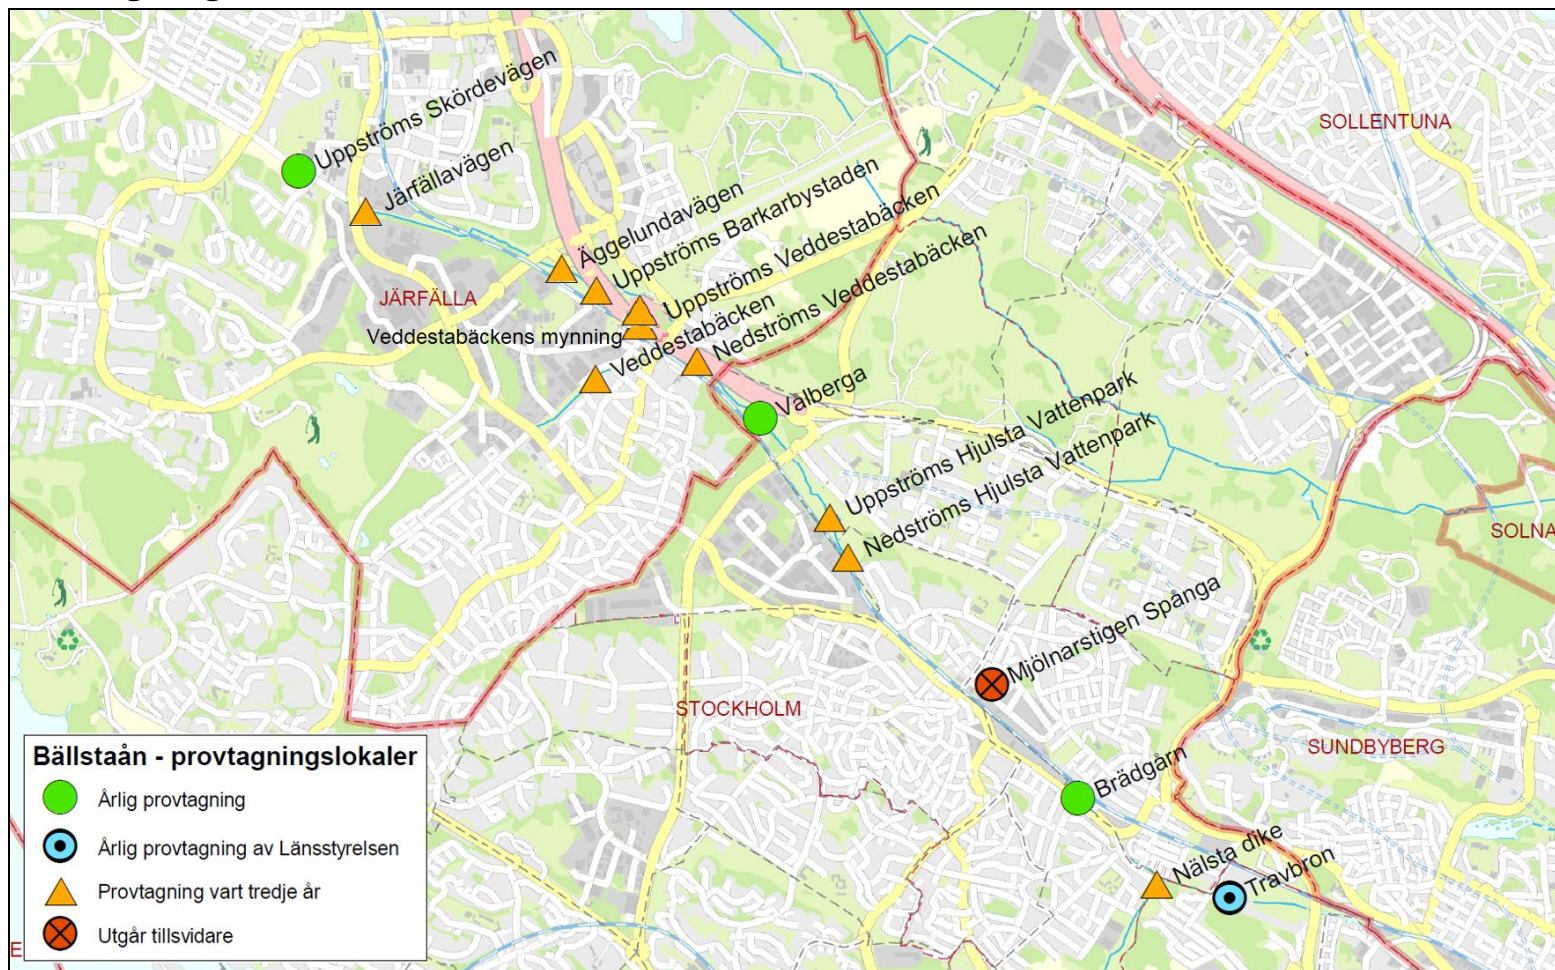 SOLLENTUNA
Uppströms Skördevägen
Järfällavägen
Äggelundavägen
Uppströms Barkarbystaden
Uppströms Veddestabäcken
JÄRFÄLLA
Veddestabäckens mynning
Veddestabäcken
Nedströms Veddestabäcken
Vålberga
Uppströms Hjulsta Vattenpark
Nedströms Hjulsta Vattenpark
SOLNA
Mjölnarstigen Spånga
STOCKHOLM
SUNDBYBERG
Brädgårn
Nälsta dike
Travbron
Bällstaån - provtagningslokaler
Årlig provtagning
Årlig provtagning av Länsstyrelsen
Provtagning vart tredje år
Utgår tillsvidare
E